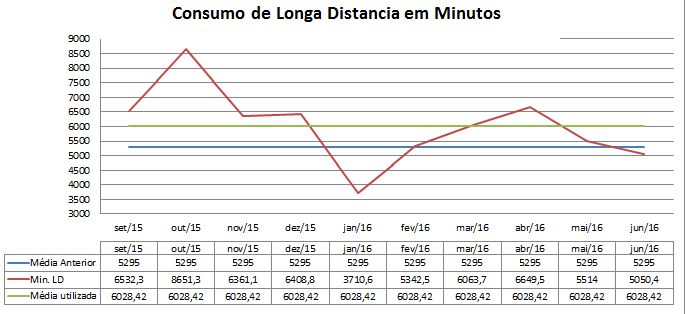 Consumo de Longa Distancia em Minutos
9000
8500
8000
7500
7000
6500
6000
5500
5000
4500
4000
3500
3000
set/15 out/15 nov/15 dez/15 jan/16 fev/16 mar/16 abr/16 mai/16 jun/16
set/15 out/15 nov/15 dez/15 jan/16 fev/16 mar/16 abr/16 mai/16 jun/16
Média Anterior 5295 5295 5295 5295 5295 5295 5295 5295 5295 5295
Min. LD 6532,3 8651,3 6361,1 6408,8 3710,6 5342,5 6063,7 6649,5 5514 5050,4
Média utilizada 6028,42 6028,42 6028,42 6028,42 6028,42 6028,42 6028,42 6028,42 6028,42 6028,42